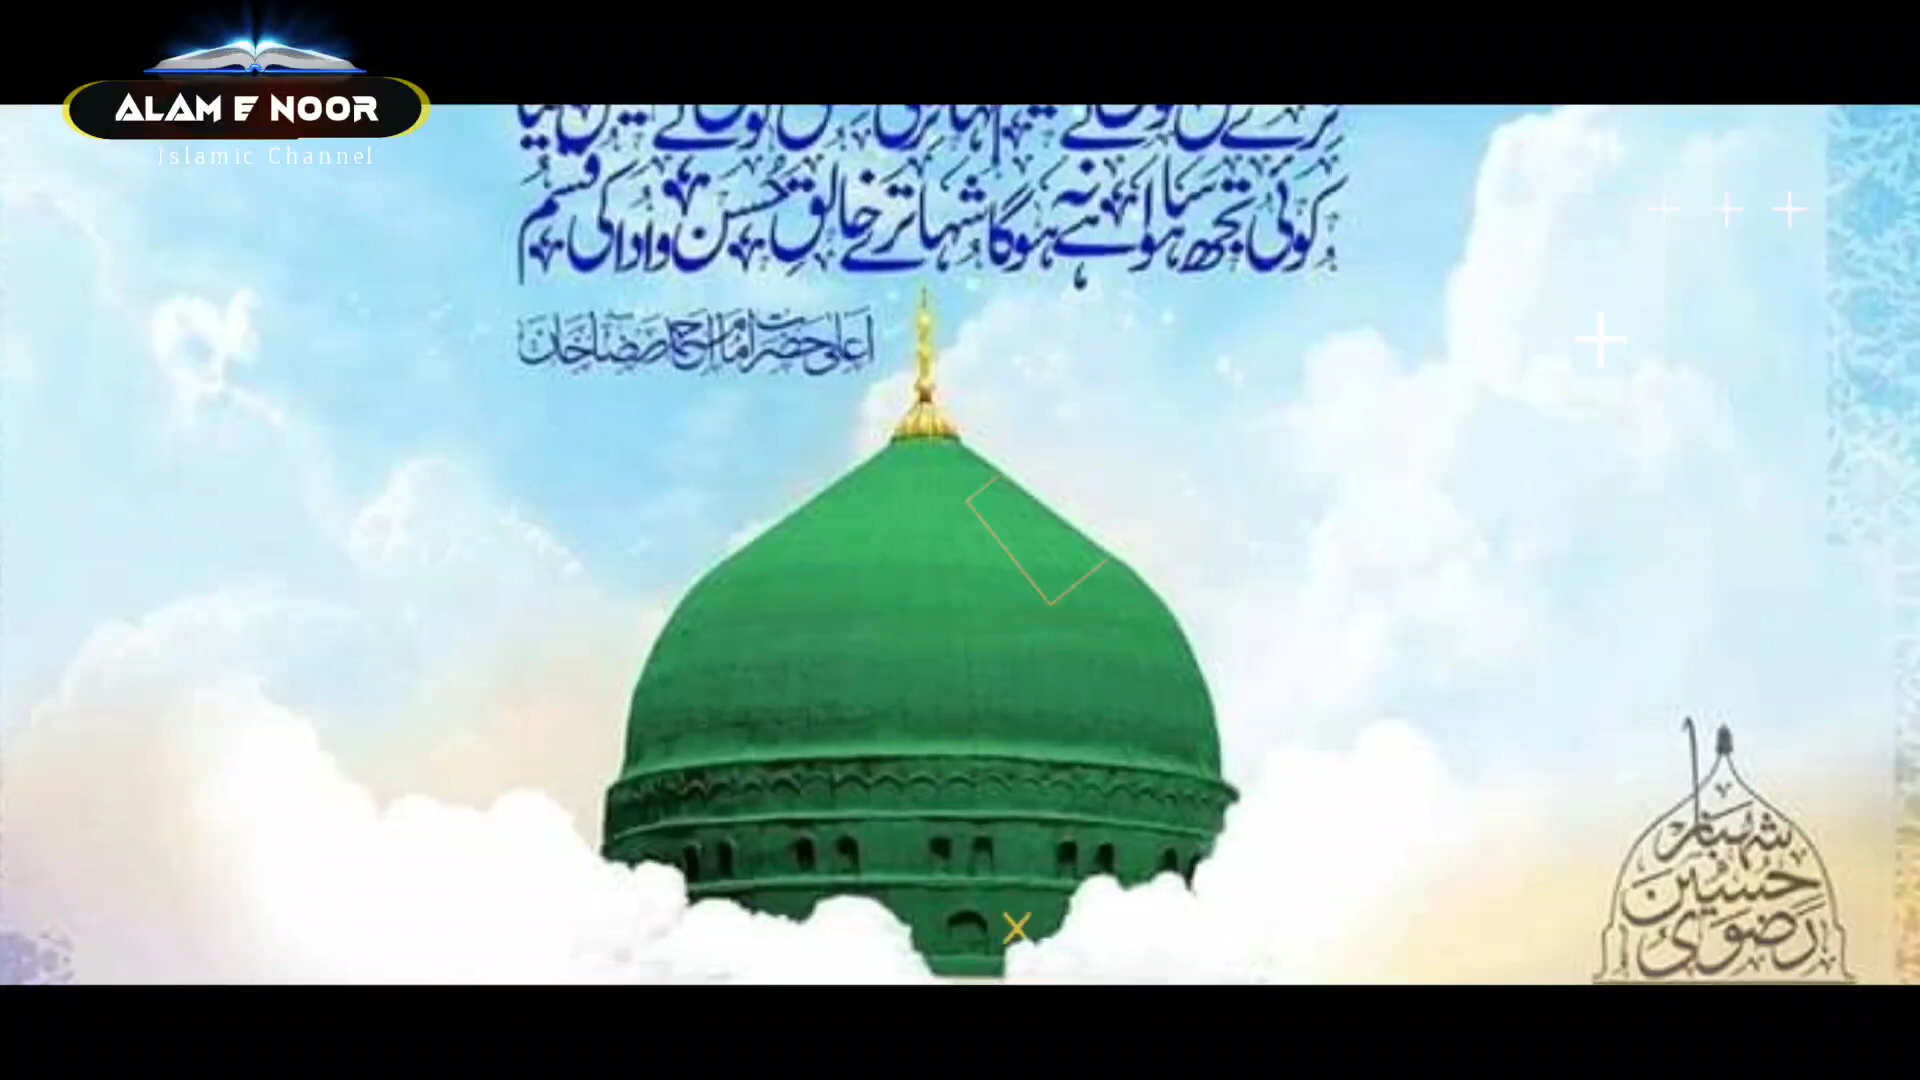 ALAM E NOOR
Islamic Channel
کوئی تجھ سا ہوا ہے نہ ہوگا شہا ترے خالقِ حسن و ادا کی قسم
اعلی حضرت امام احمد رضا خان
شہباز
حسین
رضوی